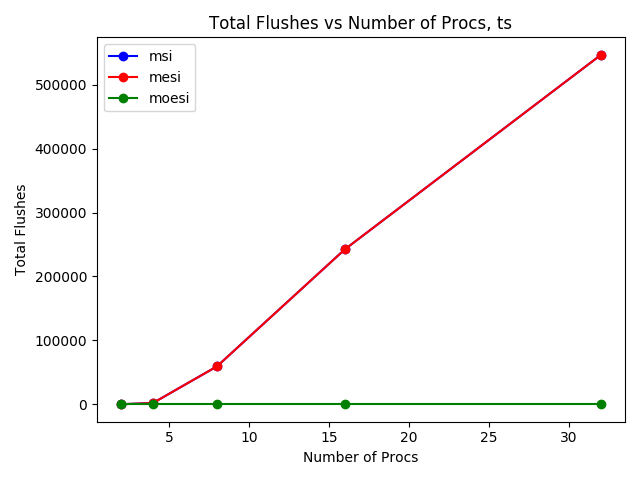 Total Flushes vs Number of Procs, ts
msi
mesi
moesi
Total Flushes
500000
400000
300000
200000
100000
0
5
10
15
20
25
30
Number of Procs